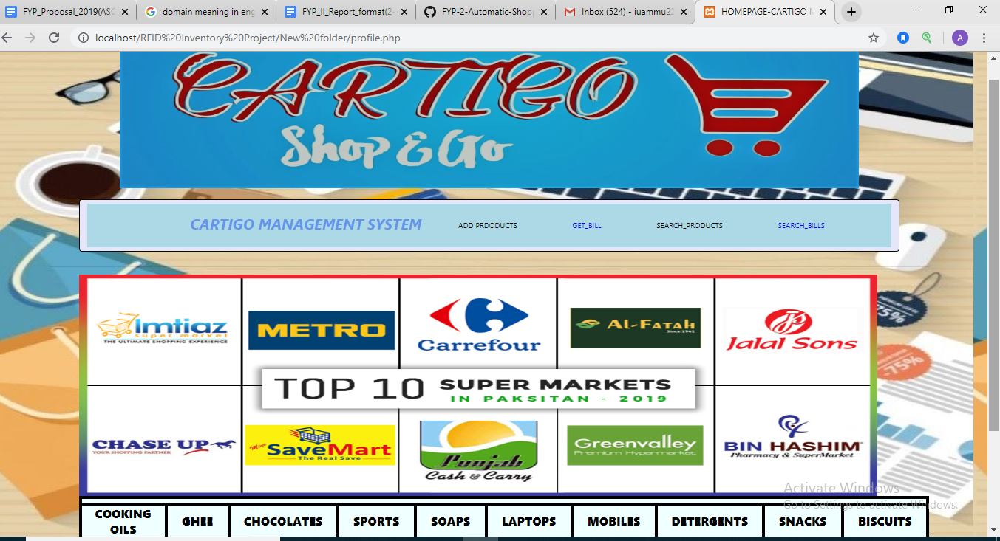 FYP_Proposal_2019(ASC
domain meaning in eng
FYP_II_Report_format(2-
FYP-2-Automatic-Shop
Inbox (524) - iuammu22
HOMEPAGE-CARTIGO M
localhost/RFID%20Inventory%20Project/New%20folder/profile.php
A
CARTIGO
Shop & Go
CARTIGO MANAGEMENT SYSTEM
ADD PRDODUCTS
GET_BILL
SEARCH_PRODUCTS
SEARCH_BILLS
75%
-75%
Imtiaz
super market
THE ULTIMATE SHOPPING EXPERIENCE
METRO
Carrefour
AL-FATAH
Since 1941
Jalal Sons
TOP 10 SUPER MARKETS
IN PAKSITAN - 2019
CHASE UP
YOUR SHOPPING PARTNER
SaveMart
The Real Save
Punjab
Cash & Carry
Greenvalley
Premium Hypermarket
BIN HASHIM
Pharmacy & SuperMarket
Activate Windows
Go to Settings to activate Windows.
COOKING
OILS
GHEE
CHOCOLATES
SPORTS
SOAPS
LAPTOPS
MOBILES
DETERGENTS
SNACKS
BISCUITS